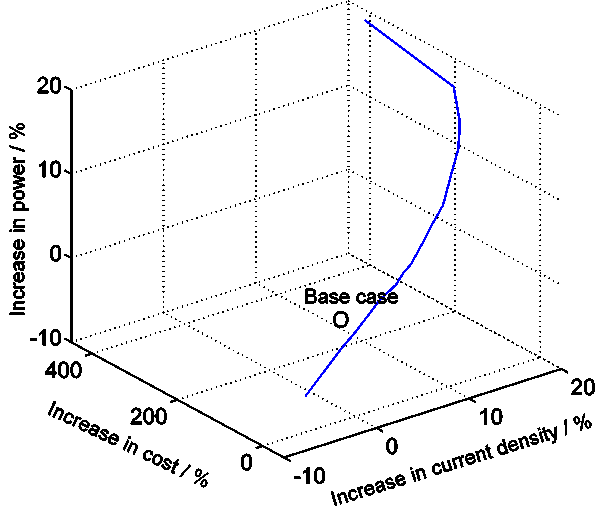 20
10
0
-10
Increase in power / %
Base case
O
400
200
0
Increase in cost / %
-10
0
10
20
Increase in current density / %